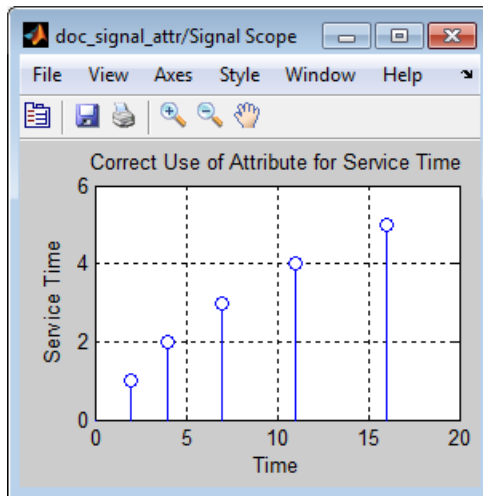 doc_signal_attr/Signal Scope
File View Axes Style Window Help
Correct Use of Attribute for Service Time
6
4
2
0
Service Time
0 5 10 15 20
Time